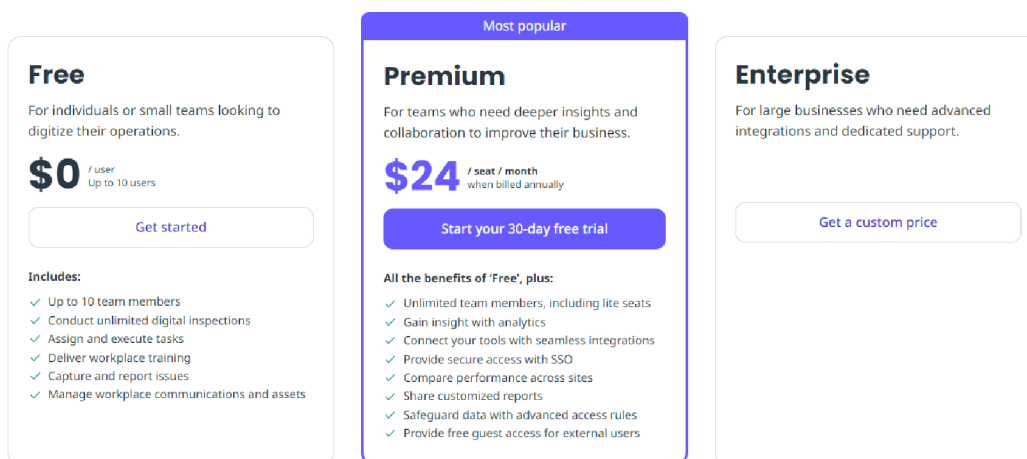 Most popular
Free
For individuals or small teams looking to
digitize their operations.
$0 / user
Up to 10 users
Get started
Includes:
Up to 10 team members
Conduct unlimited digital inspections
Assign and execute tasks
Deliver workplace training
Capture and report issues
Manage workplace communications and assets
Premium
For teams who need deeper insights and
collaboration to improve their business.
$24 / seat / month
when billed annually
Start your 30-day free trial
All the benefits of ‘Free’, plus:
Unlimited team members, including lite seats
Gain insight with analytics
Connect your tools with seamless integrations
Provide secure access with SSO
Compare performance across sites
Share customized reports
Safeguard data with advanced access rules
Provide free guest access for external users
Enterprise
For large businesses who need advanced
integrations and dedicated support.
Get a custom price